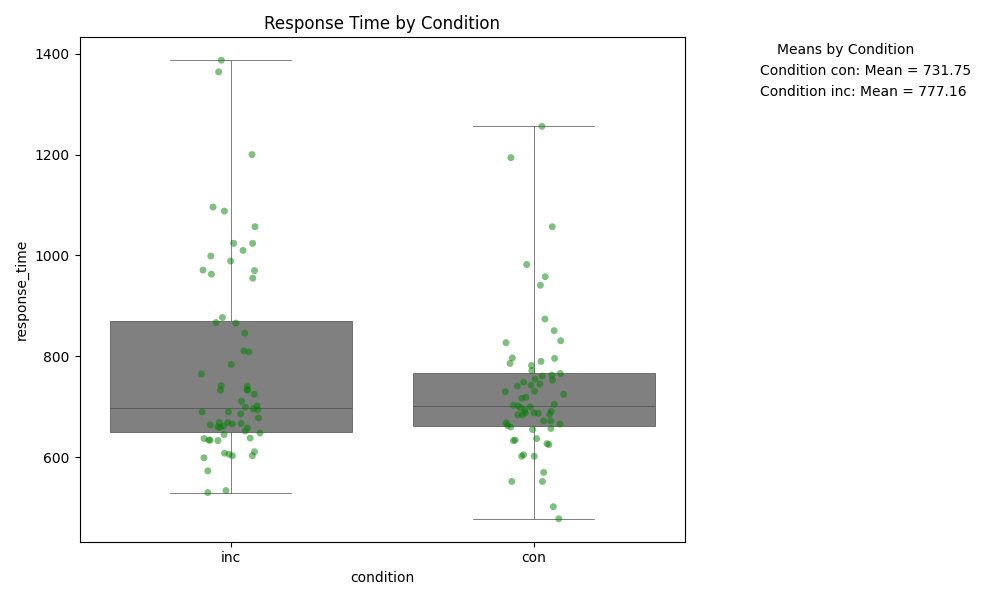 Response Time by Condition
Means by Condition
Condition con: Mean = 731.75
Condition inc: Mean = 777.16
response_time
1400
1200
1000
800
600
inc
con
condition